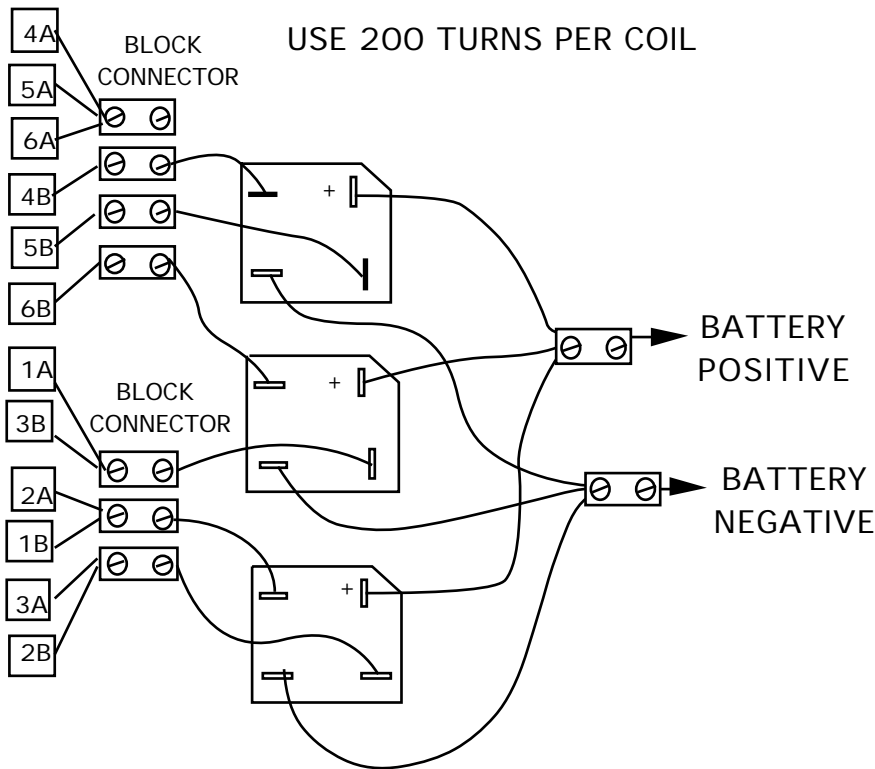 USE 200 TURNS PER COIL
4A
5A
6A
4B
5B
6B
BLOCK
CONNECTOR
+
BATTERY
POSITIVE
1A
3B
2A
1B
3A
2B
BLOCK
CONNECTOR
+
BATTERY
NEGATIVE
+